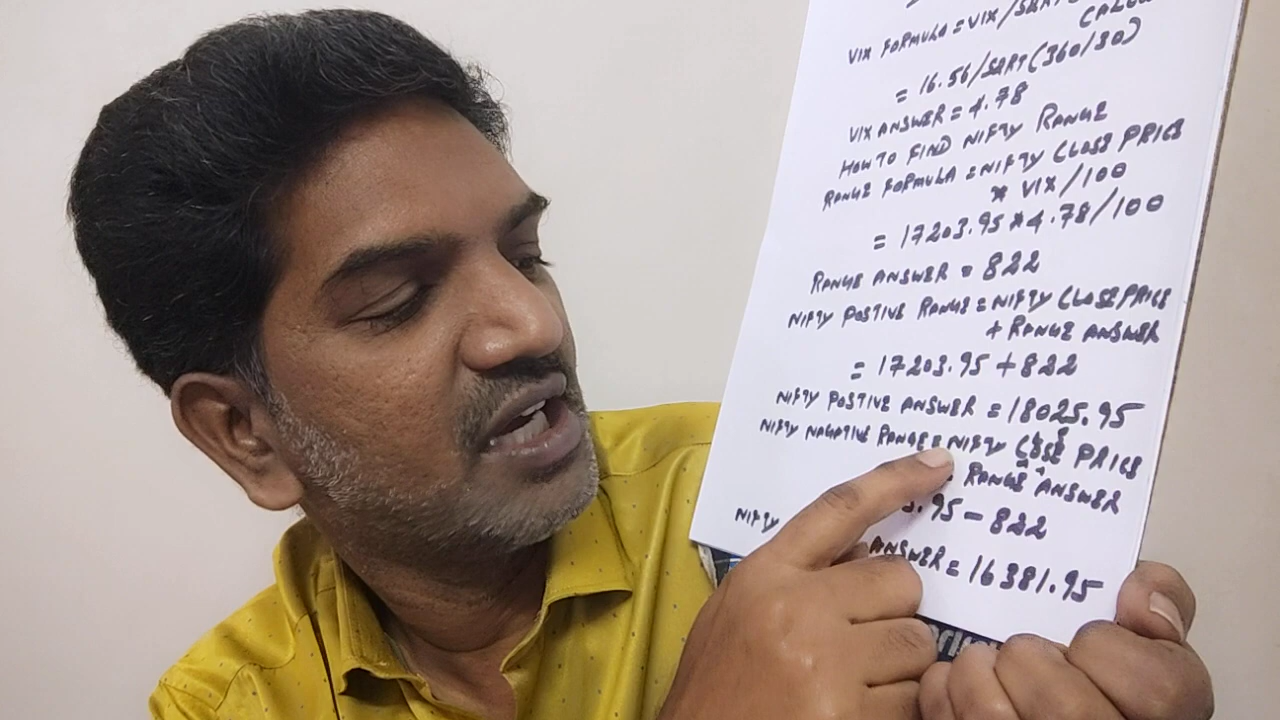 VIX FORMULA = VIX/SQRT
= 16.56/SQRT(360/30)
VIX ANSWER = 4.78
HOW TO FIND NIFTY RANGE
RANGE FORMULA = NIFTY CLOSE PRICE
* VIX/100
= 17203.95*4.78/100
RANGE ANSWER = 822
NIFTY POSTIVE RANGE = NIFTY CLOSE PRICE
+ RANGE ANSWER
= 17203.95+822
NIFTY POSTIVE ANSWER = 18025.95
NIFTY NAGATIVE RANGE = NIFTY CLOSE PRICE
RANGE ANSWER
3.95-822
NIFTY ANSWER = 16381.95